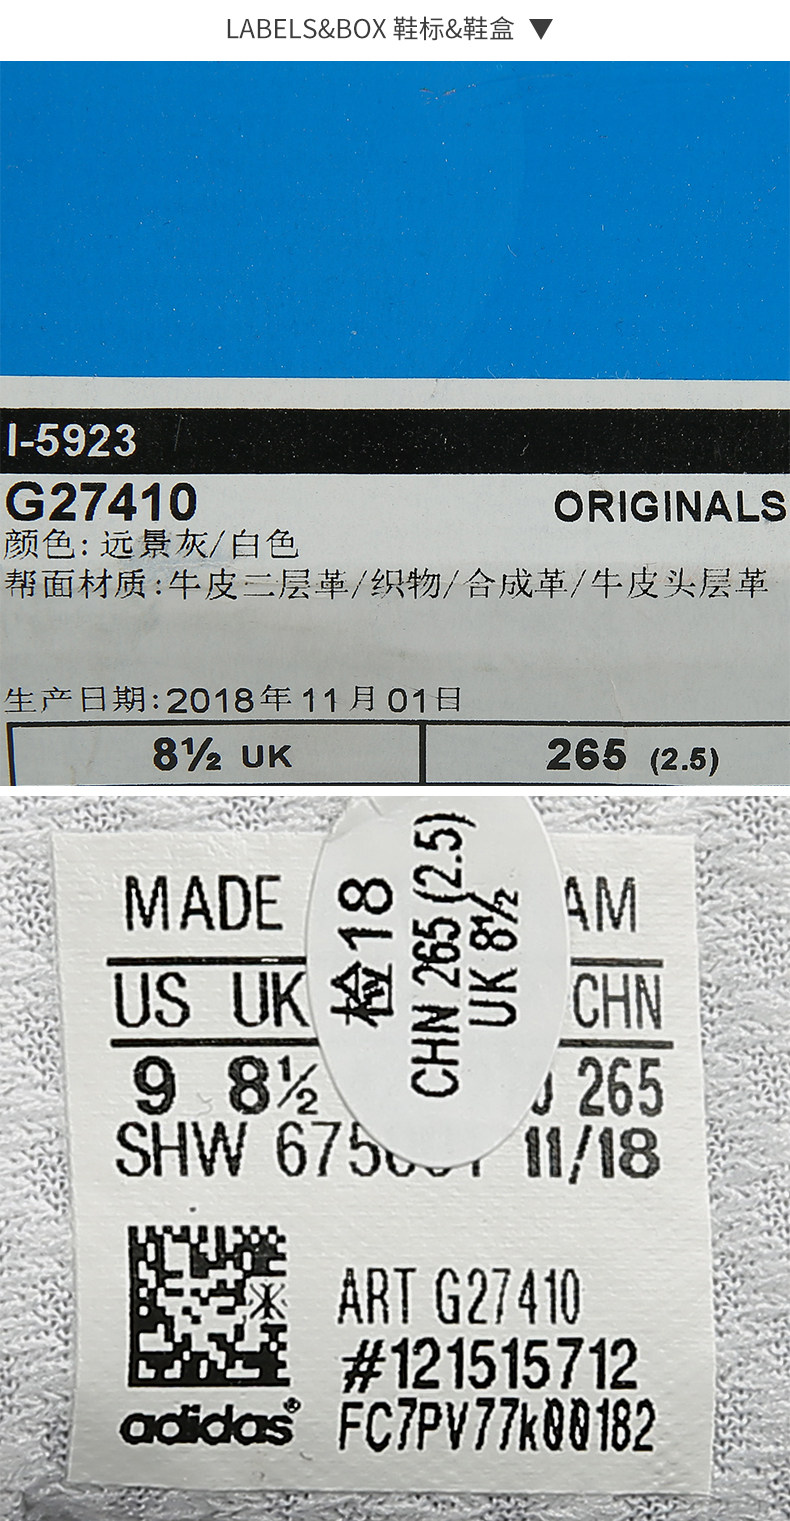 LABELS&BOX 鞋标&鞋盒 ▼
I-5923
G27410
ORIGINALS
颜色: 远景灰/白色
帮面材质:牛皮二层革/织物/合成革/牛皮头层革
生产日期:2018年11月01日
8½ UK
265 (2.5)
MADE
US UK CHN
9 8½ 265
SHW 11/18
检18
CHN 265 (2.5)
UK 8½
ART G27410
#121515712
adidas®
FC7PV77k00182